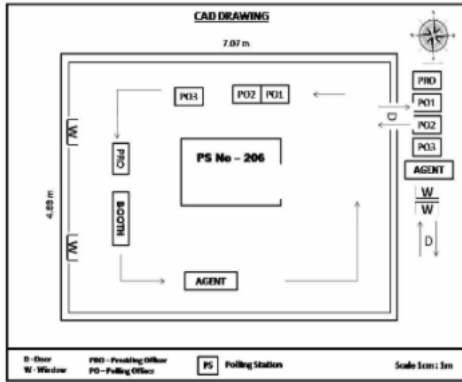 CAD DRAWING
7.07 m
PRO
PO3
PO2 PO1
PO1
D
PO2
W
PS No – 206
PO3
PRO
AGENT
W
W
4.88 m
BOOTH
W
D
AGENT
D - Door
PRO – Presiding Officer
PS
Polling Station
Scale 1cm : 1m
W - Window
PO – Polling Officer